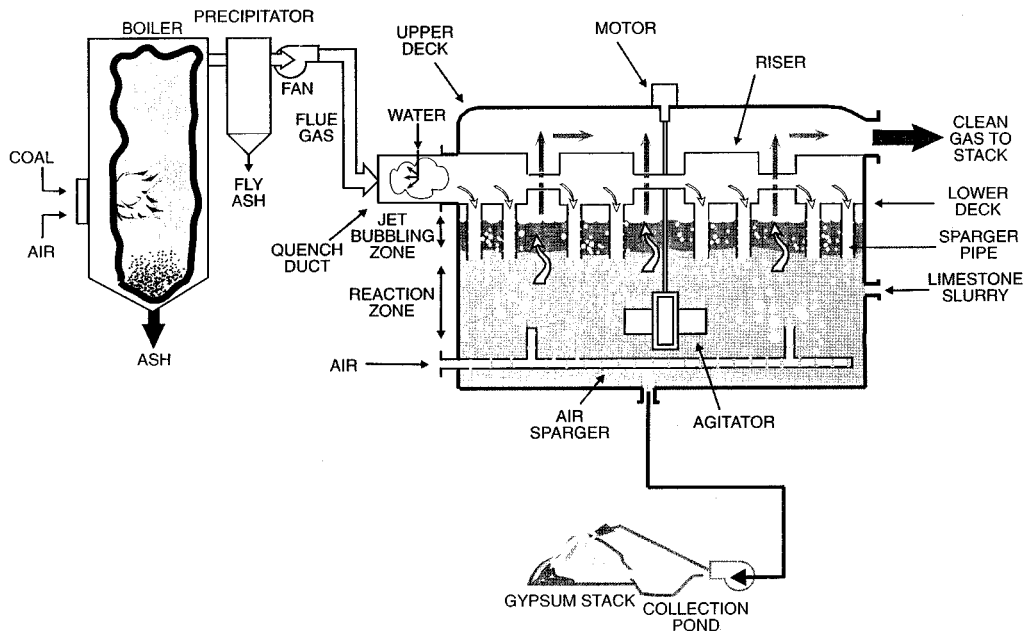 BOILER
PRECIPITATOR
FAN
FLUE
GAS
COAL
AIR
FLY
ASH
ASH
UPPER
DECK
MOTOR
RISER
WATER
CLEAN
GAS TO
STACK
QUENCH
DUCT
JET
BUBBLING
ZONE
LOWER
DECK
SPARGER
PIPE
REACTION
ZONE
LIMESTONE
SLURRY
AIR
AIR
SPARGER
AGITATOR
GYPSUM STACK
COLLECTION
POND